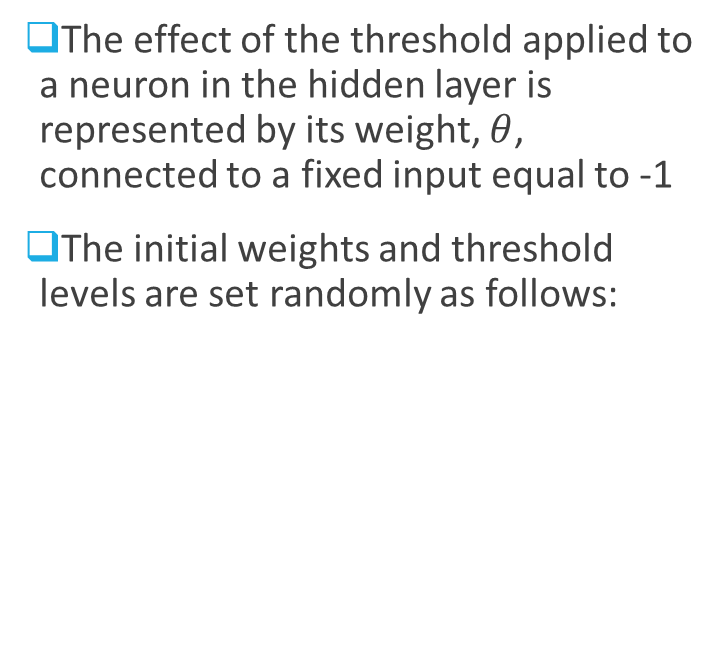 ❑The effect of the threshold applied to
a neuron in the hidden layer is
represented by its weight, θ,
connected to a fixed input equal to -1
❑The initial weights and threshold
levels are set randomly as follows: